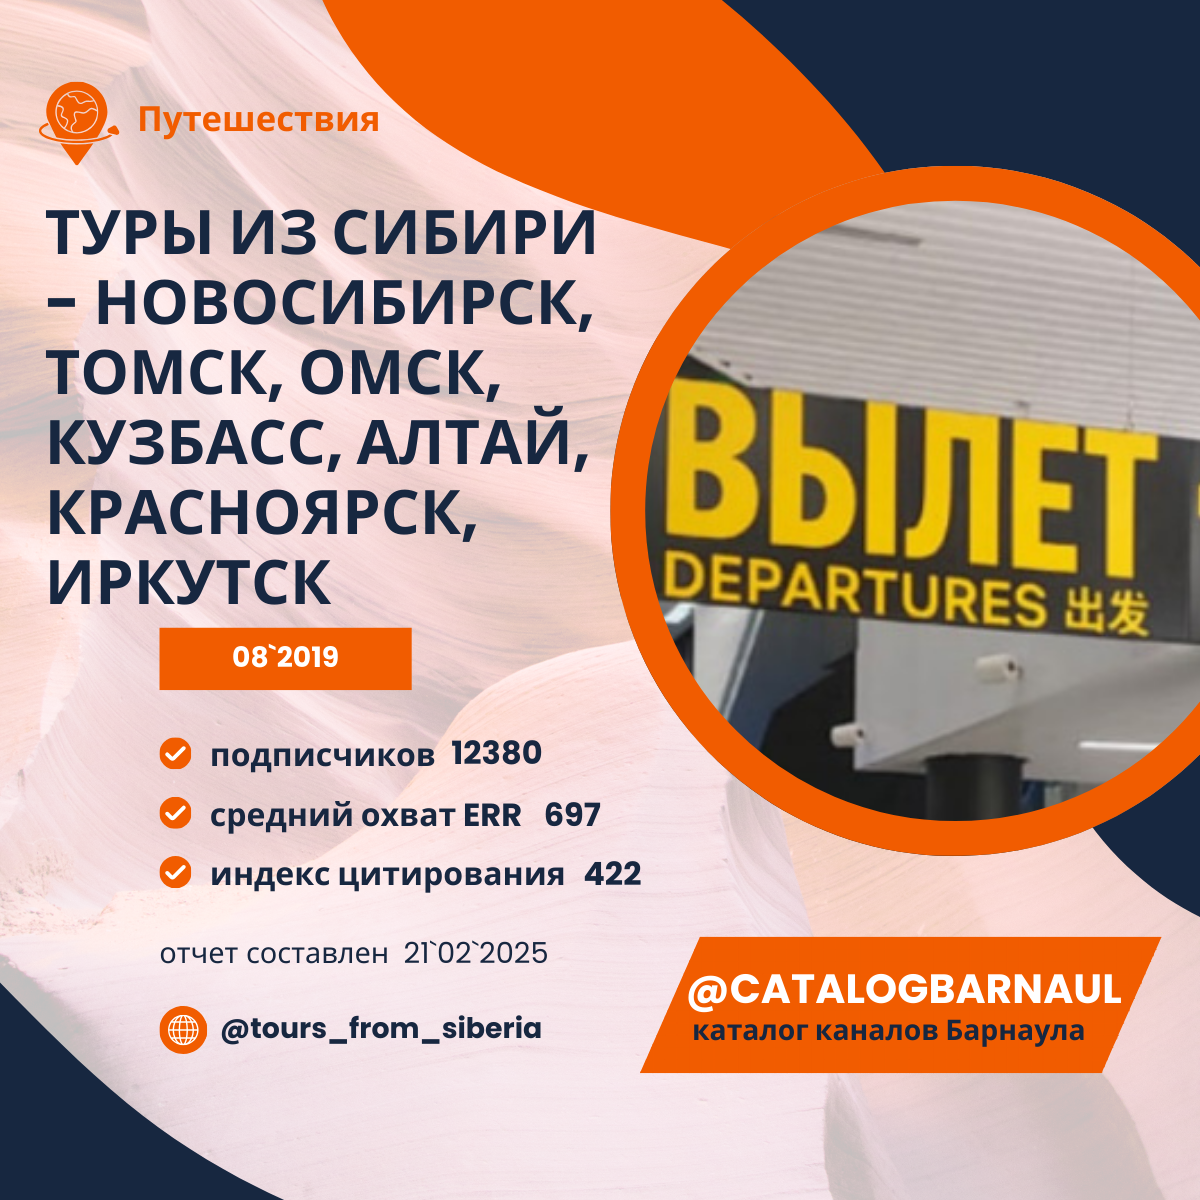 Путешествия
ТУРЫ ИЗ СИБИРИ
– НОВОСИБИРСК,
ТОМСК, ОМСК,
КУЗБАСС, АЛТАЙ,
КРАСНОЯРСК,
ИРКУТСК
08`2019
ВЫЛЕТ
DEPARTURES 出发
подписчиков 12380
средний охват ERR 697
индекс цитирования 422
отчет составлен 21`02`2025
@tours_from_siberia
@CATALOGBARNAUL
каталог каналов Барнаула